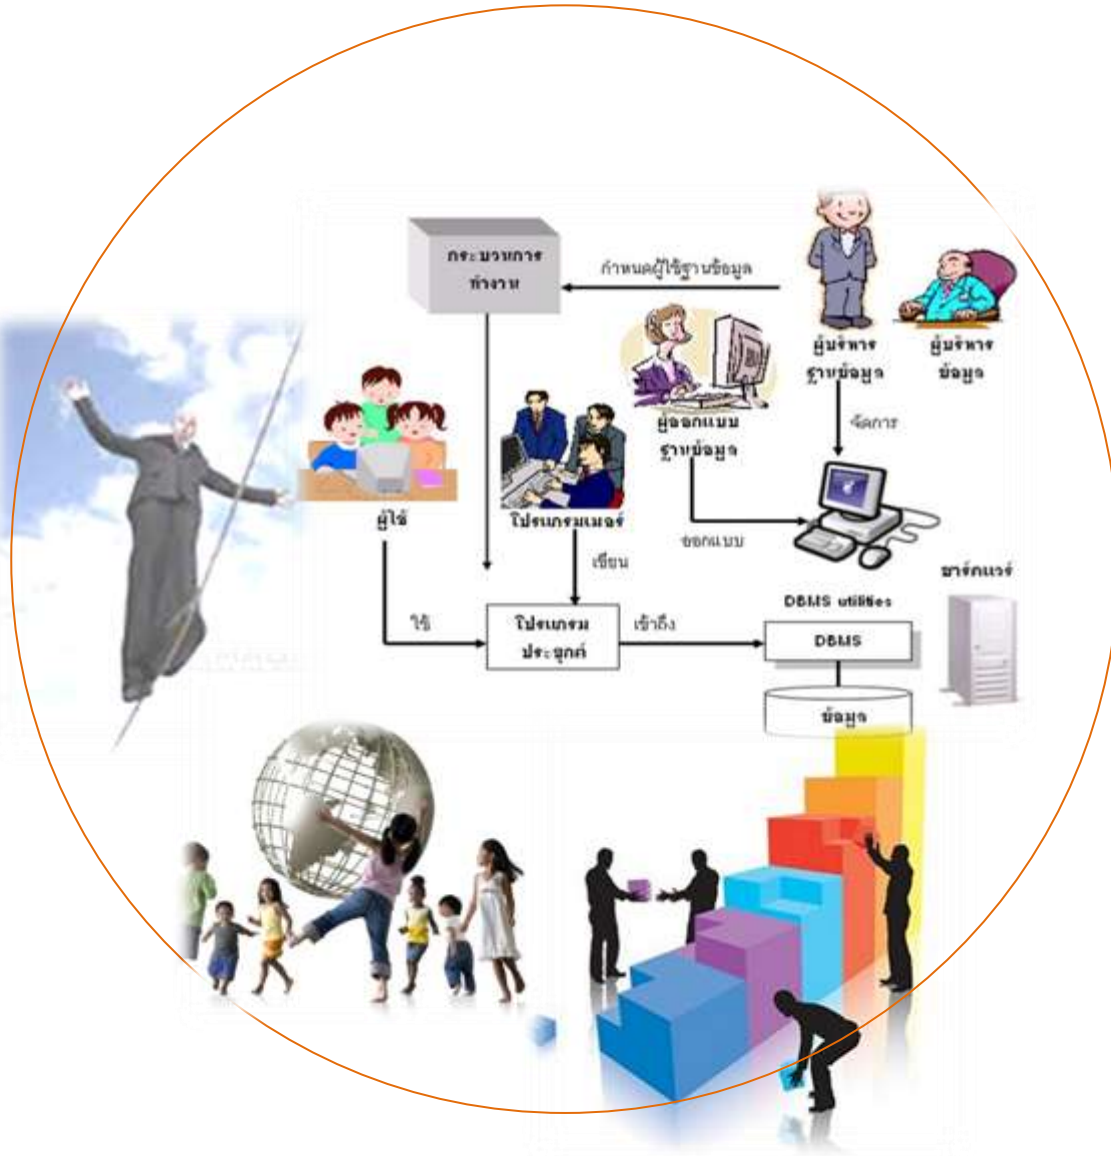 กระบวนการ
ทำงาน
กำหนดผู้ใช้ฐานข้อมูล
ผู้บริหาร
ฐานข้อมูล
ผู้บริหาร
ข้อมูล
ผู้ออกแบบ
ฐานข้อมูล
จัดการ
ผู้ใช้
โปรแกรมเมอร์
ออกแบบ
เขียน
ฮาร์ดแวร์
DBMS utilities
ใช้
โปรแกรม
ประยุกต์
เข้าถึง
DBMS
ข้อมูล